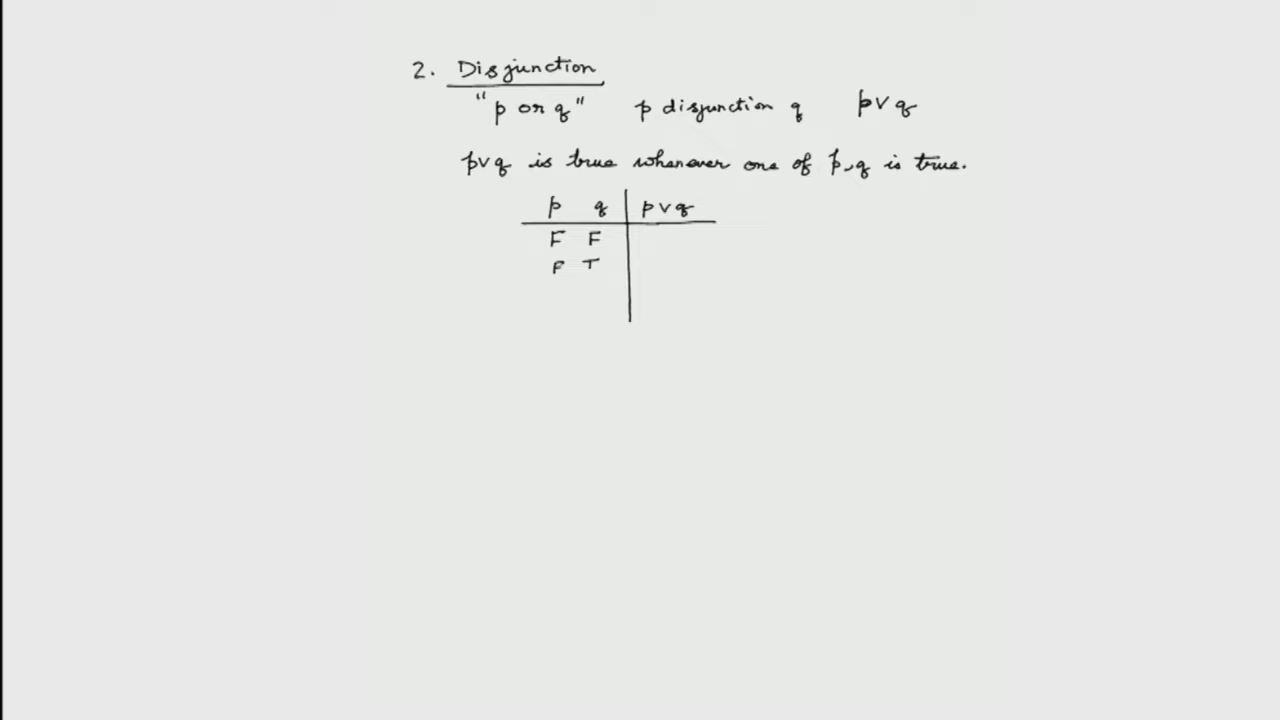 2. Disjunction
"p or q" p disjunction q p∨q
p∨q is true whenever one of p,q is true.
p q p∨q
F F
F T